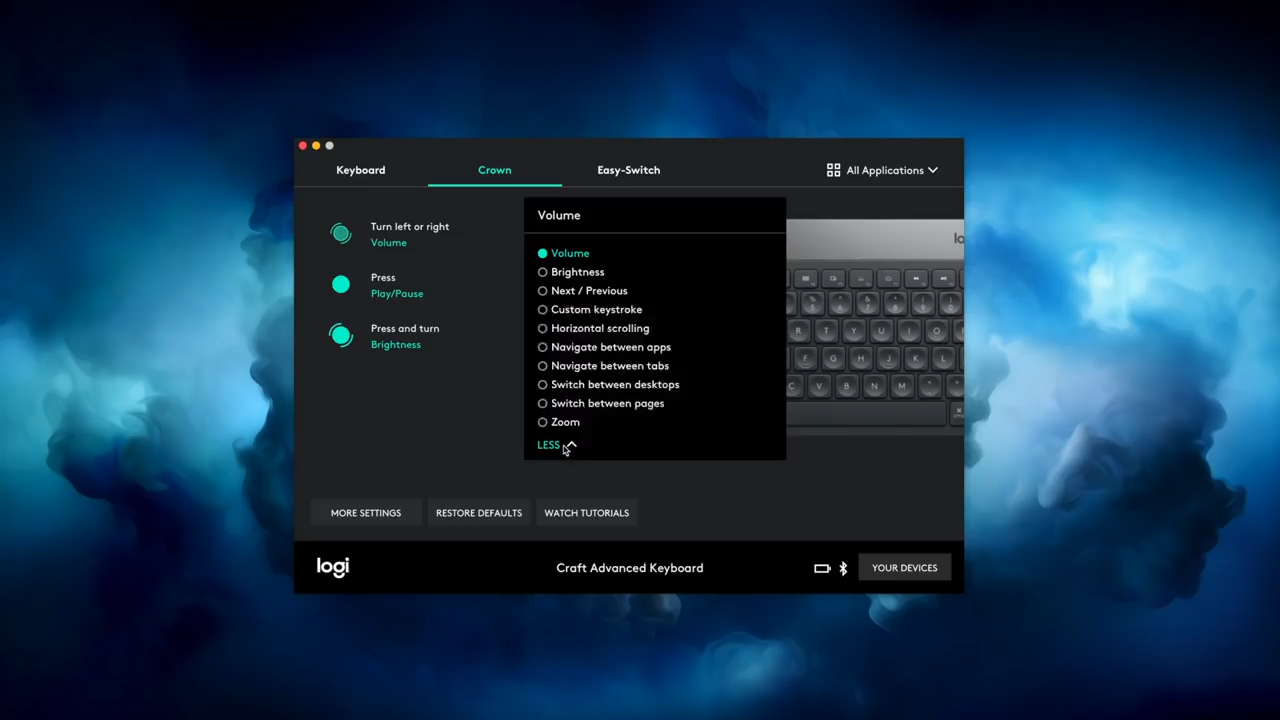 Keyboard
Crown
Easy-Switch
All Applications
Turn left or right
Volume
Press
Play/Pause
Press and turn
Brightness
Volume
Volume
Brightness
Next / Previous
Custom keystroke
Horizontal scrolling
Navigate between apps
Navigate between tabs
Switch between desktops
Switch between pages
Zoom
LESS
R T Y U I O
F G H J K L
C V B N M
MORE SETTINGS
RESTORE DEFAULTS
WATCH TUTORIALS
logi
Craft Advanced Keyboard
YOUR DEVICES